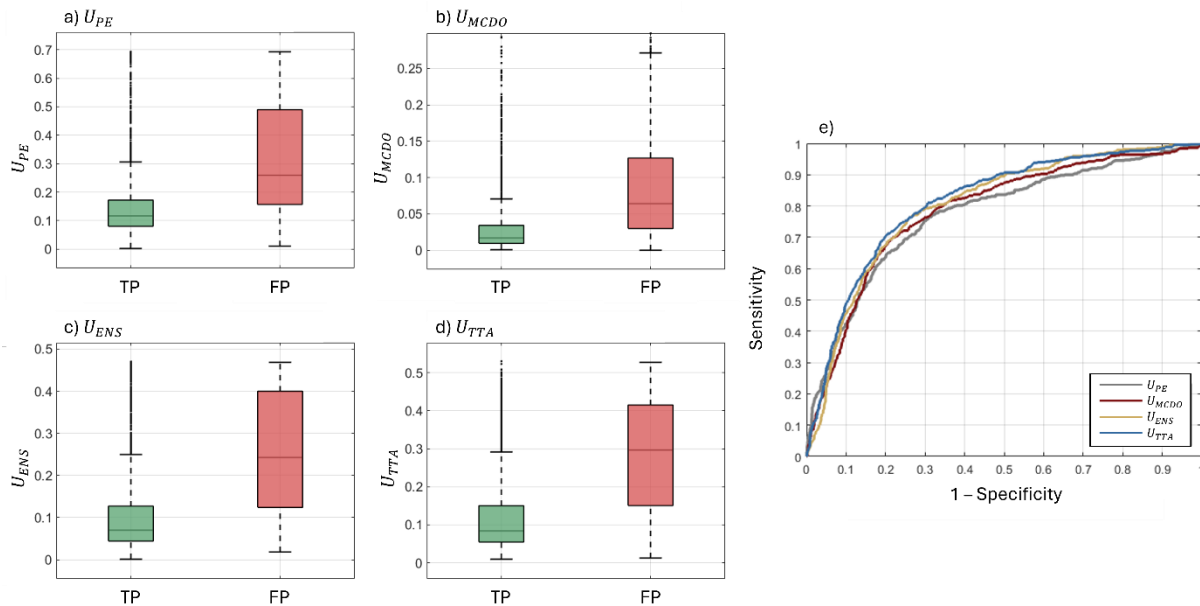 a) U_PE
0.7
0.6
0.5
0.4
0.3
0.2
0.1
0
U_PE
TP FP
b) U_MCDO
0.25
0.2
0.15
0.1
0.05
0
U_MCDO
TP FP
c) U_ENS
0.5
0.4
0.3
0.2
0.1
0
U_ENS
TP FP
d) U_TTA
0.5
0.4
0.3
0.2
0.1
0
U_TTA
TP FP
e)
1
0.9
0.8
0.7
0.6
0.5
0.4
0.3
0.2
0.1
0
Sensitivity
0 0.1 0.2 0.3 0.4 0.5 0.6 0.7 0.8 0.9 1
1 – Specificity
U_PE
U_MCDO
U_ENS
U_TTA